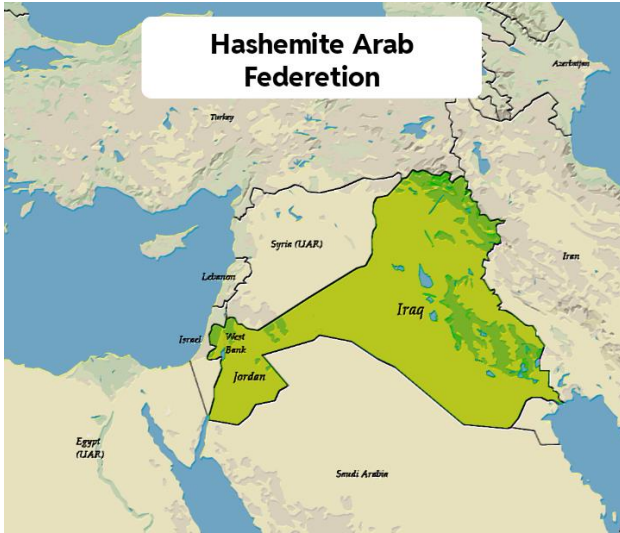 Hashemite Arab
Federetion
Azerbaijan
Turkey
Syria (UAR)
Iran
Lebanon
Iraq
Israel
West
Bank
Jordan
Egypt
(UAR)
Saudi Arabia